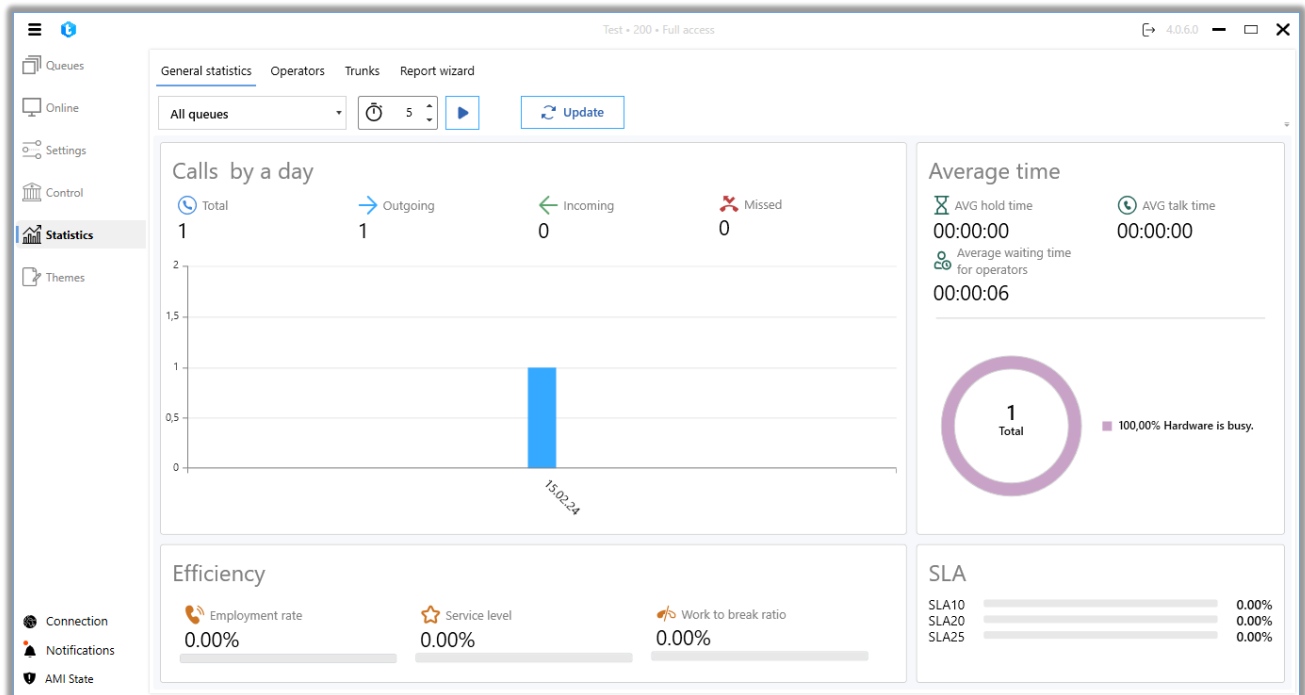 Test • 200 • Full access
4.0.6.0
Queues
Online
Settings
Control
Statistics
Themes
Connection
Notifications
AMI State
General statistics Operators Trunks Report wizard
All queues 5 Update
Calls by a day
Total Outgoing Incoming Missed
1 1 0 0
2
1,5
1
0,5
0
15.02.24
Average time
AVG hold time AVG talk time
00:00:00 00:00:00
Average waiting time
for operators
00:00:06
1
Total
100,00% Hardware is busy.
Efficiency
Employment rate Service level Work to break ratio
0.00% 0.00% 0.00%
SLA
SLA10 0.00%
SLA20 0.00%
SLA25 0.00%